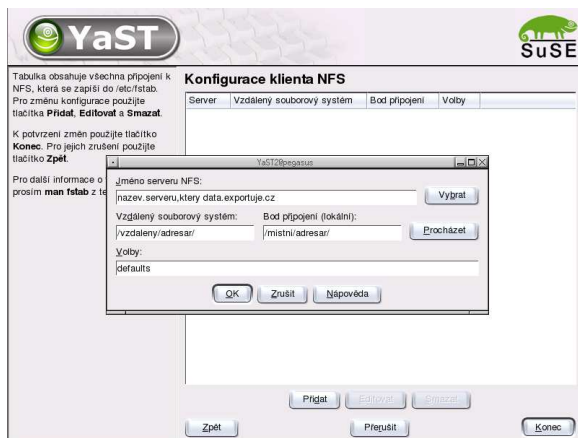 YaST
SuSE
Tabulka obsahuje všechna připojení k
NFS, která se zapíší do /etc/fstab.
Pro změnu konfigurace použijte
tlačítka Přidat, Editovat a Smazat.
K potvrzení změn použijte tlačítko
Konec. Pro jejich zrušení použijte
tlačítko Zpět.
Pro další informace o
prosím man fstab z te
Konfigurace klienta NFS
Server Vzdálený souborový systém Bod připojení Volby
YaST2@pegasus
Jméno serveru NFS:
nazev.serveru,ktery data.exportuje.cz
Vybrat
Vzdálený souborový systém: Bod připojení (lokální):
/vzdaleny/adresar/ /mistni/adresar/ Procházet
Volby:
defaults
OK Zrušit Nápověda
Přidat Editovat Smazat
Zpět Přerušit Konec